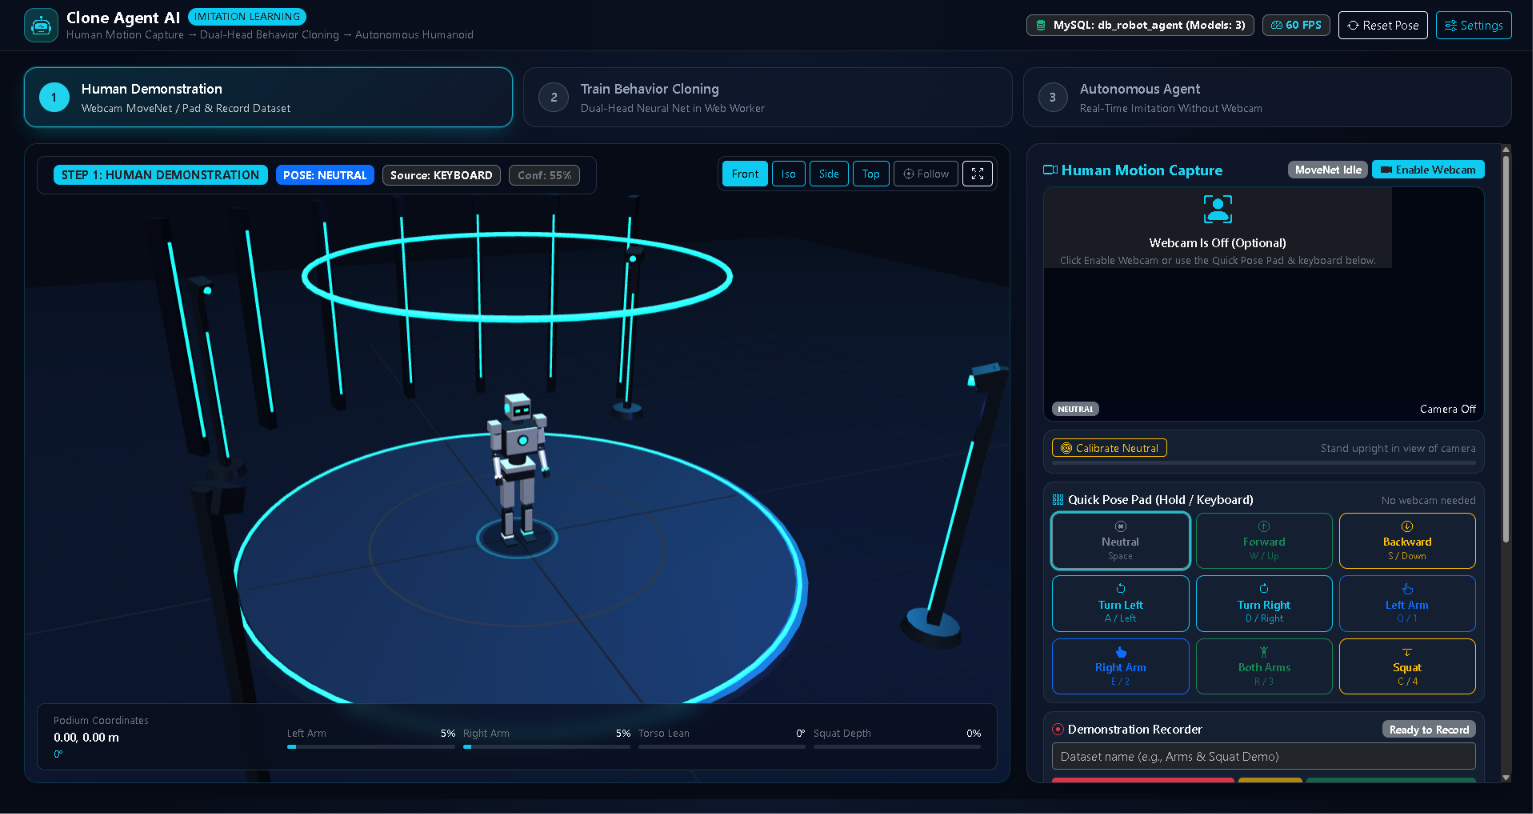 Clone Agent AI IMITATION LEARNING
Human Motion Capture → Dual-Head Behavior Cloning → Autonomous Humanoid
MySQL: db_robot_agent (Models: 3)
60 FPS
Reset Pose
Settings
1
Human Demonstration
Webcam MoveNet / Pad & Record Dataset
2
Train Behavior Cloning
Dual-Head Neural Net in Web Worker
3
Autonomous Agent
Real-Time Imitation Without Webcam
STEP 1: HUMAN DEMONSTRATION
POSE: NEUTRAL
Source: KEYBOARD
Conf: 55%
Front
Iso
Side
Top
Follow
Podium Coordinates
0.00, 0.00 m
0°
Left Arm 5%
Right Arm 5%
Torso Lean 0°
Squat Depth 0%
Human Motion Capture
MoveNet Idle
Enable Webcam
Webcam Is Off (Optional)
Click Enable Webcam or use the Quick Pose Pad & keyboard below.
NEUTRAL
Camera Off
Calibrate Neutral
Stand upright in view of camera
Quick Pose Pad (Hold / Keyboard)
No webcam needed
Neutral
Space
Forward
W / Up
Backward
S / Down
Turn Left
A / Left
Turn Right
D / Right
Left Arm
Q / 1
Right Arm
E / 2
Both Arms
R / 3
Squat
C / 4
Demonstration Recorder
Ready to Record
Dataset name (e.g., Arms & Squat Demo)